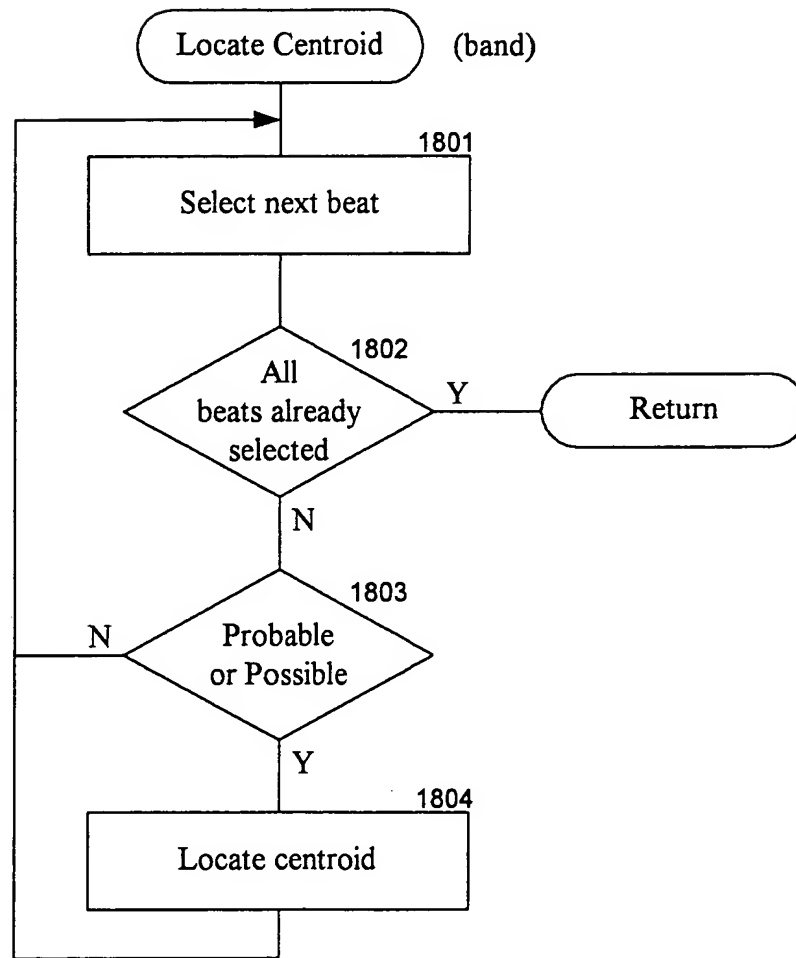 Locate Centroid (band)
1801
Select next beat
1802
All
beats already
selected
Y
Return
N
1803
Probable
or Possible
N
Y
1804
Locate centroid